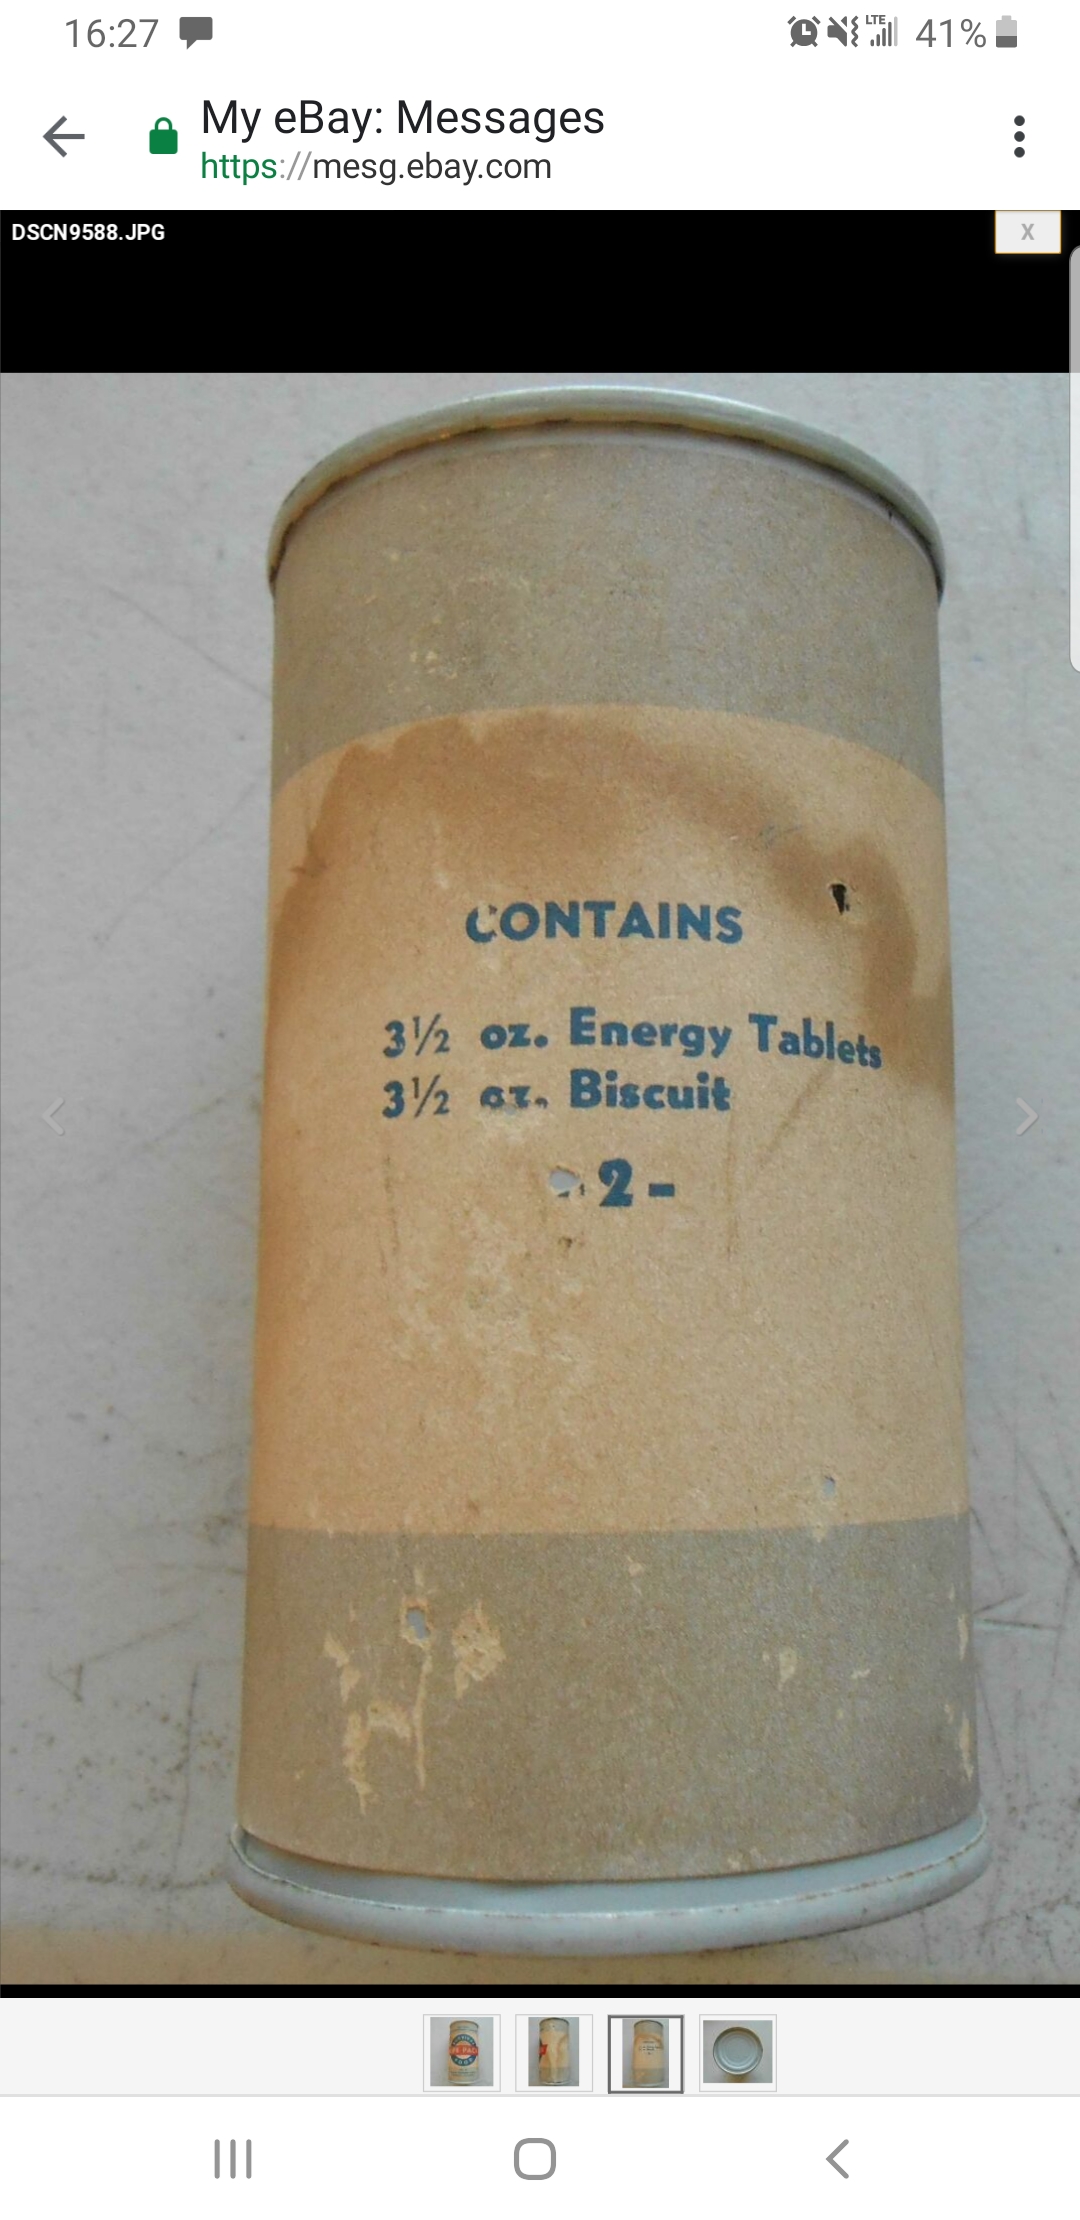 16:27
LTE
41%
My eBay: Messages
https://mesg.ebay.com
DSCN9588.JPG
X
CONTAINS
3½ oz. Energy Tablets
3½ oz. Biscuit
2 -